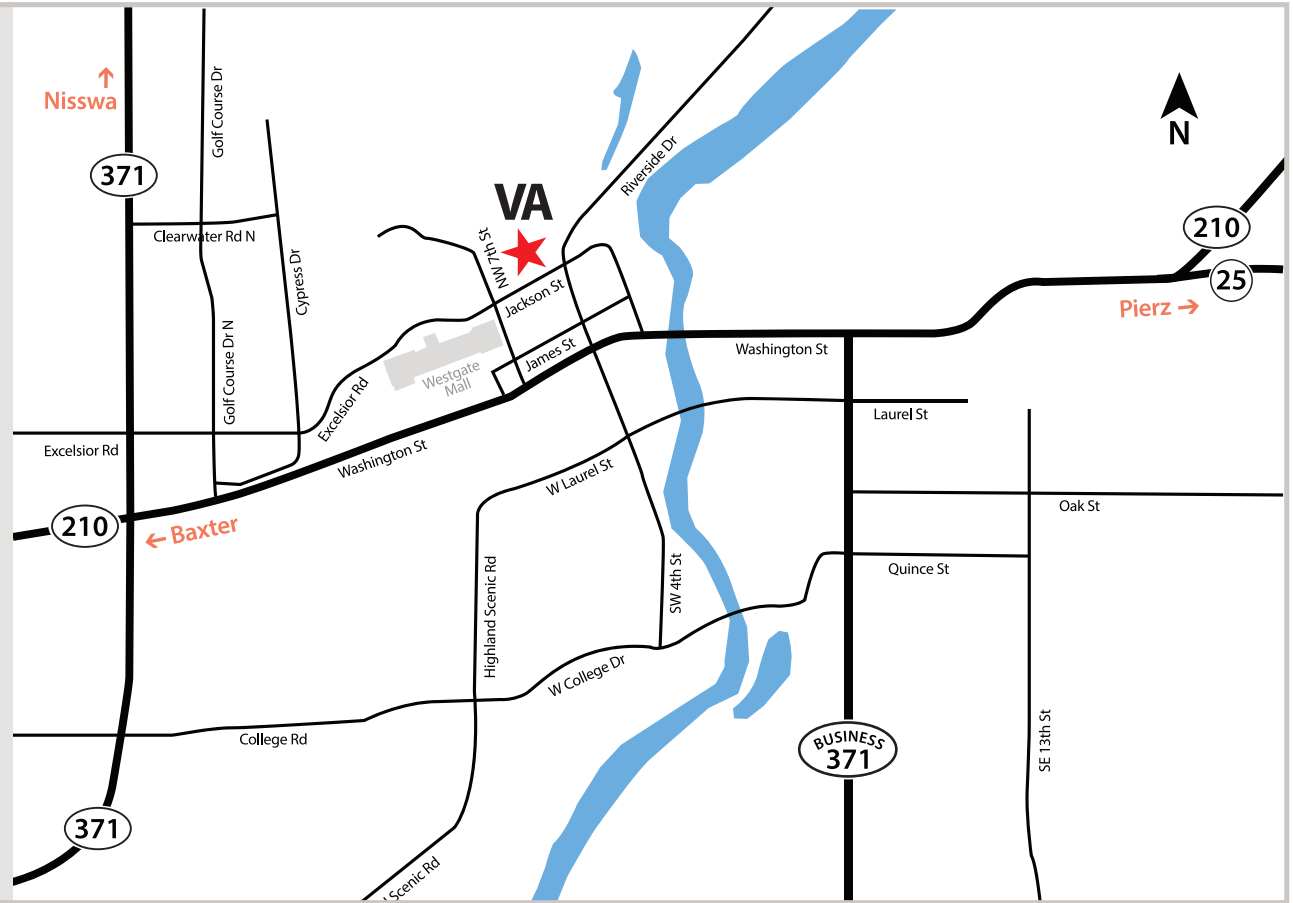 Nisswa
Golf Course Dr
371
Clearwater Rd N
Cypress Dr
Golf Course Dr N
Excelsior Rd
Excelsior Rd
210
← Baxter
VA
NW 7th St
Jackson St
James St
Westgate
Mall
Riverside Dr
N
210
25
Pierz →
Washington St
Washington St
Laurel St
W Laurel St
Oak St
Quince St
SW 4th St
Highland Scenic Rd
W College Dr
College Rd
BUSINESS
371
SE 13th St
371
Scenic Rd